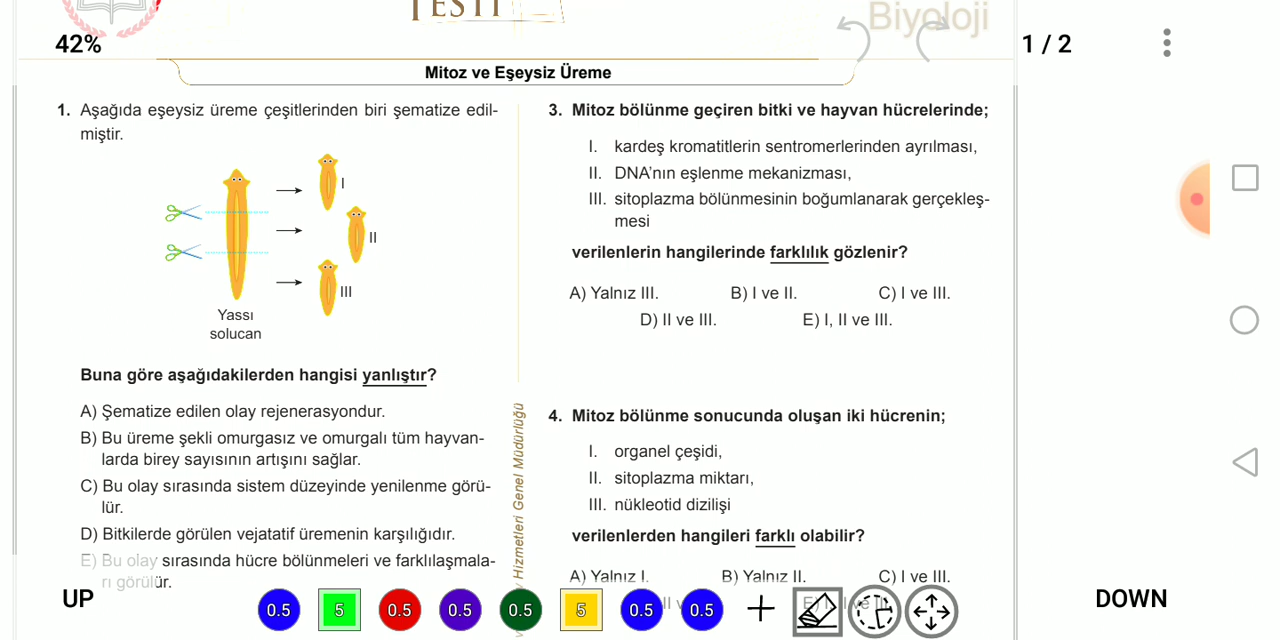 TESTİ
Biyoloji
42%
1 / 2
Mitoz ve Eşeysiz Üreme
1. Aşağıda eşeysiz üreme çeşitlerinden biri şematize edil-
miştir.
I
II
III
Yassı
solucan
Buna göre aşağıdakilerden hangisi yanlıştır?
A) Şematize edilen olay rejenerasyondur.
B) Bu üreme şekli omurgasız ve omurgalı tüm hayvan-
larda birey sayısının artışını sağlar.
C) Bu olay sırasında sistem düzeyinde yenilenme görü-
lür.
D) Bitkilerde görülen vejatatif üremenin karşılığıdır.
E) Bu olay sırasında hücre bölünmeleri ve farklılaşmala-
rı görülür.
Hizmetleri Genel Müdürlüğü
3. Mitoz bölünme geçiren bitki ve hayvan hücrelerinde;
I. kardeş kromatitlerin sentromerlerinden ayrılması,
II. DNA'nın eşlenme mekanizması,
III. sitoplazma bölünmesinin boğumlanarak gerçekleş-
mesi
verilenlerin hangilerinde farklılık gözlenir?
A) Yalnız III. B) I ve II. C) I ve III.
D) II ve III. E) I, II ve III.
4. Mitoz bölünme sonucunda oluşan iki hücrenin;
I. organel çeşidi,
II. sitoplazma miktarı,
III. nükleotid dizilişi
verilenlerden hangileri farklı olabilir?
A) Yalnız I. B) Yalnız II. C) I ve III.
UP
0.5 5 0.5 0.5 0.5 5 0.5 0.5
DOWN